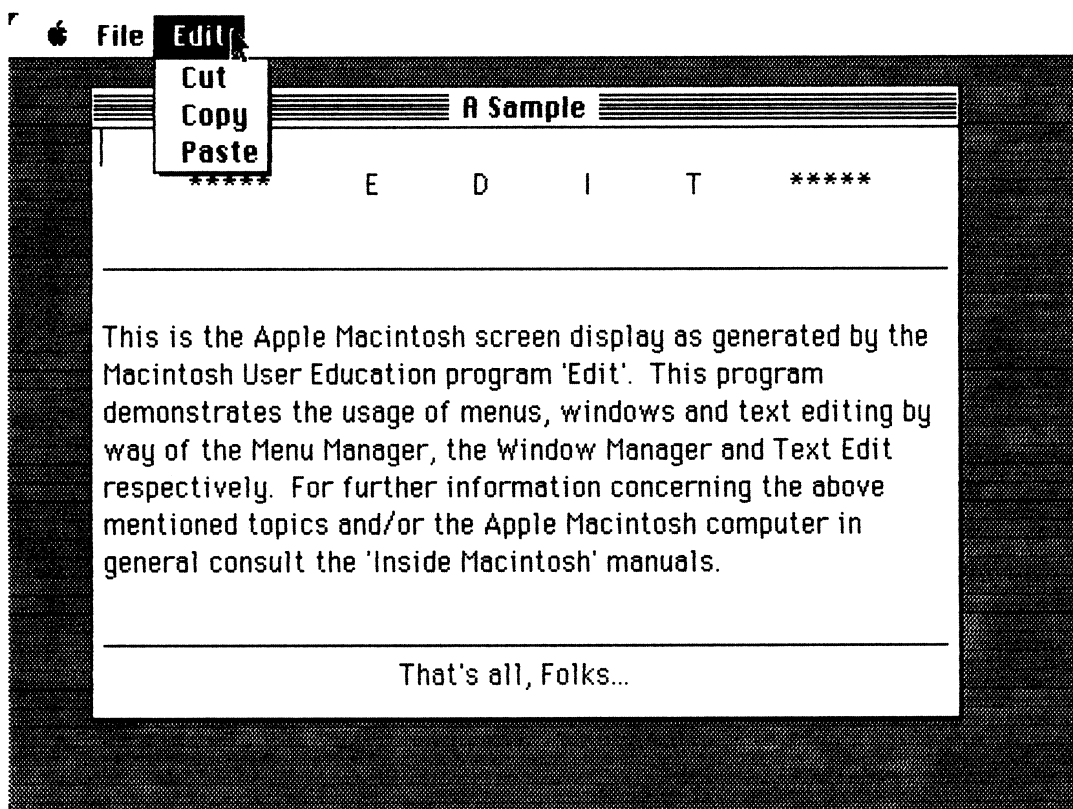 File Edit
Cut
Copy
Paste
A Sample
***** E D I T *****
This is the Apple Macintosh screen display as generated by the
Macintosh User Education program 'Edit'.  This program
demonstrates the usage of menus, windows and text editing by
way of the Menu Manager, the Window Manager and Text Edit
respectively.  For further information concerning the above
mentioned topics and/or the Apple Macintosh computer in
general consult the 'Inside Macintosh' manuals.
That's all, Folks...